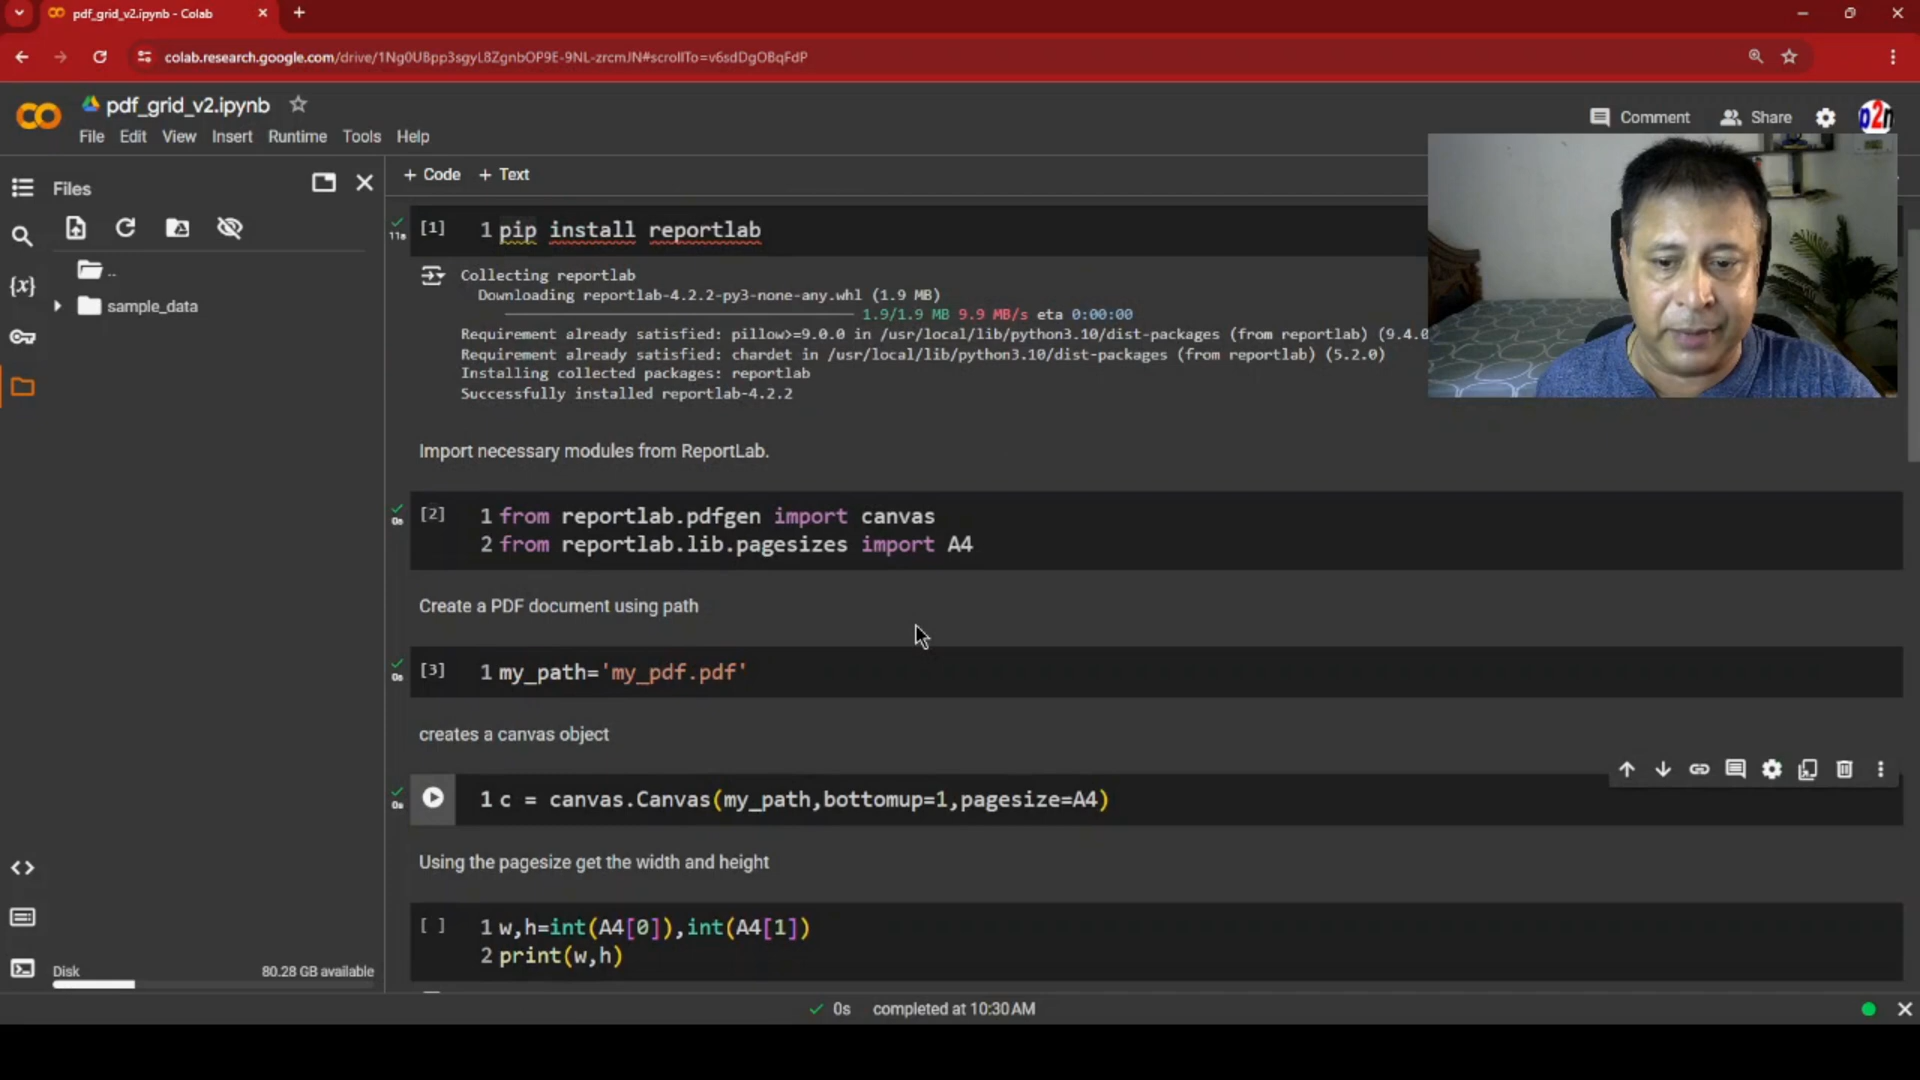 pdf_grid_v2.ipynb - Colab
colab.research.google.com/drive/1Ng0U8pp3sgyL8ZgnbOP9E-9NL-zrcmJN#scrollTo=v6sdDgOBqFdP
pdf_grid_v2.ipynb
Comment
Share
File Edit View Insert Runtime Tools Help
Files
+ Code + Text
..
sample_data
{x}
11s
[1] 1 pip install reportlab
Collecting reportlab
Downloading reportlab-4.2.2-py3-none-any.whl (1.9 MB)
1.9/1.9 MB 9.9 MB/s eta 0:00:00
Requirement already satisfied: pillow>=9.0.0 in /usr/local/lib/python3.10/dist-packages (from reportlab) (9.4.0
Requirement already satisfied: chardet in /usr/local/lib/python3.10/dist-packages (from reportlab) (5.2.0)
Installing collected packages: reportlab
Successfully installed reportlab-4.2.2
Import necessary modules from ReportLab.
0s
[2] 1 from reportlab.pdfgen import canvas
2 from reportlab.lib.pagesizes import A4
Create a PDF document using path
0s
[3] 1 my_path='my_pdf.pdf'
creates a canvas object
0s
1 c = canvas.Canvas(my_path,bottomup=1,pagesize=A4)
Using the pagesize get the width and height
[ ] 1 w,h=int(A4[0]),int(A4[1])
2 print(w,h)
Disk 80.28 GB available
0s completed at 10:30 AM